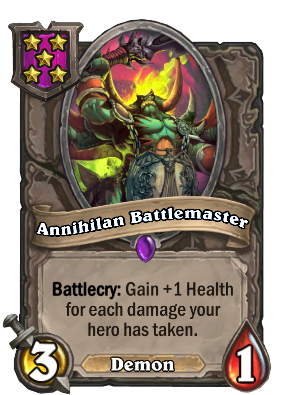 Annihilan Battlemaster
Battlecry: Gain +1 Health
for each damage your
hero has taken.
3
Demon
1